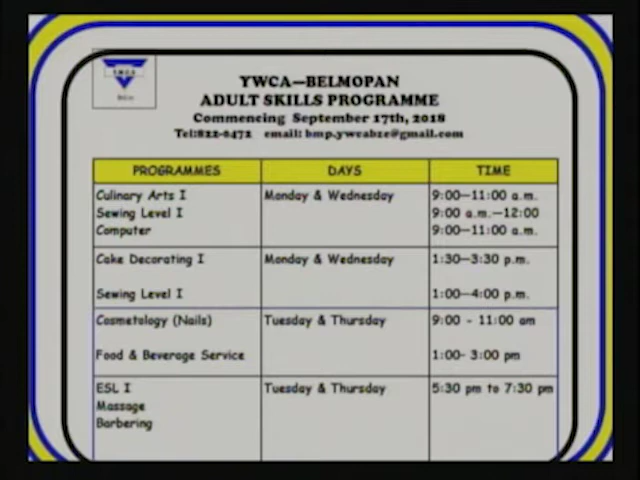 YWCA
YWCA—BELMOPAN
ADULT SKILLS PROGRAMME
Commencing September 17th, 2018
Tel:822-0472 email: bmp.ywcabze@gmail.com
PROGRAMMES DAYS TIME
Culinary Arts I Monday & Wednesday 9:00—11:00 a.m.
Sewing Level I 9:00 a.m.—12:00
Computer 9:00—11:00 a.m.
Cake Decorating I Monday & Wednesday 1:30—3:30 p.m.
Sewing Level I 1:00—4:00 p.m.
Cosmetology (Nails) Tuesday & Thursday 9:00 - 11:00 am
Food & Beverage Service 1:00- 3:00 pm
ESL I Tuesday & Thursday 5:30 pm to 7:30 pm
Massage
Barbering